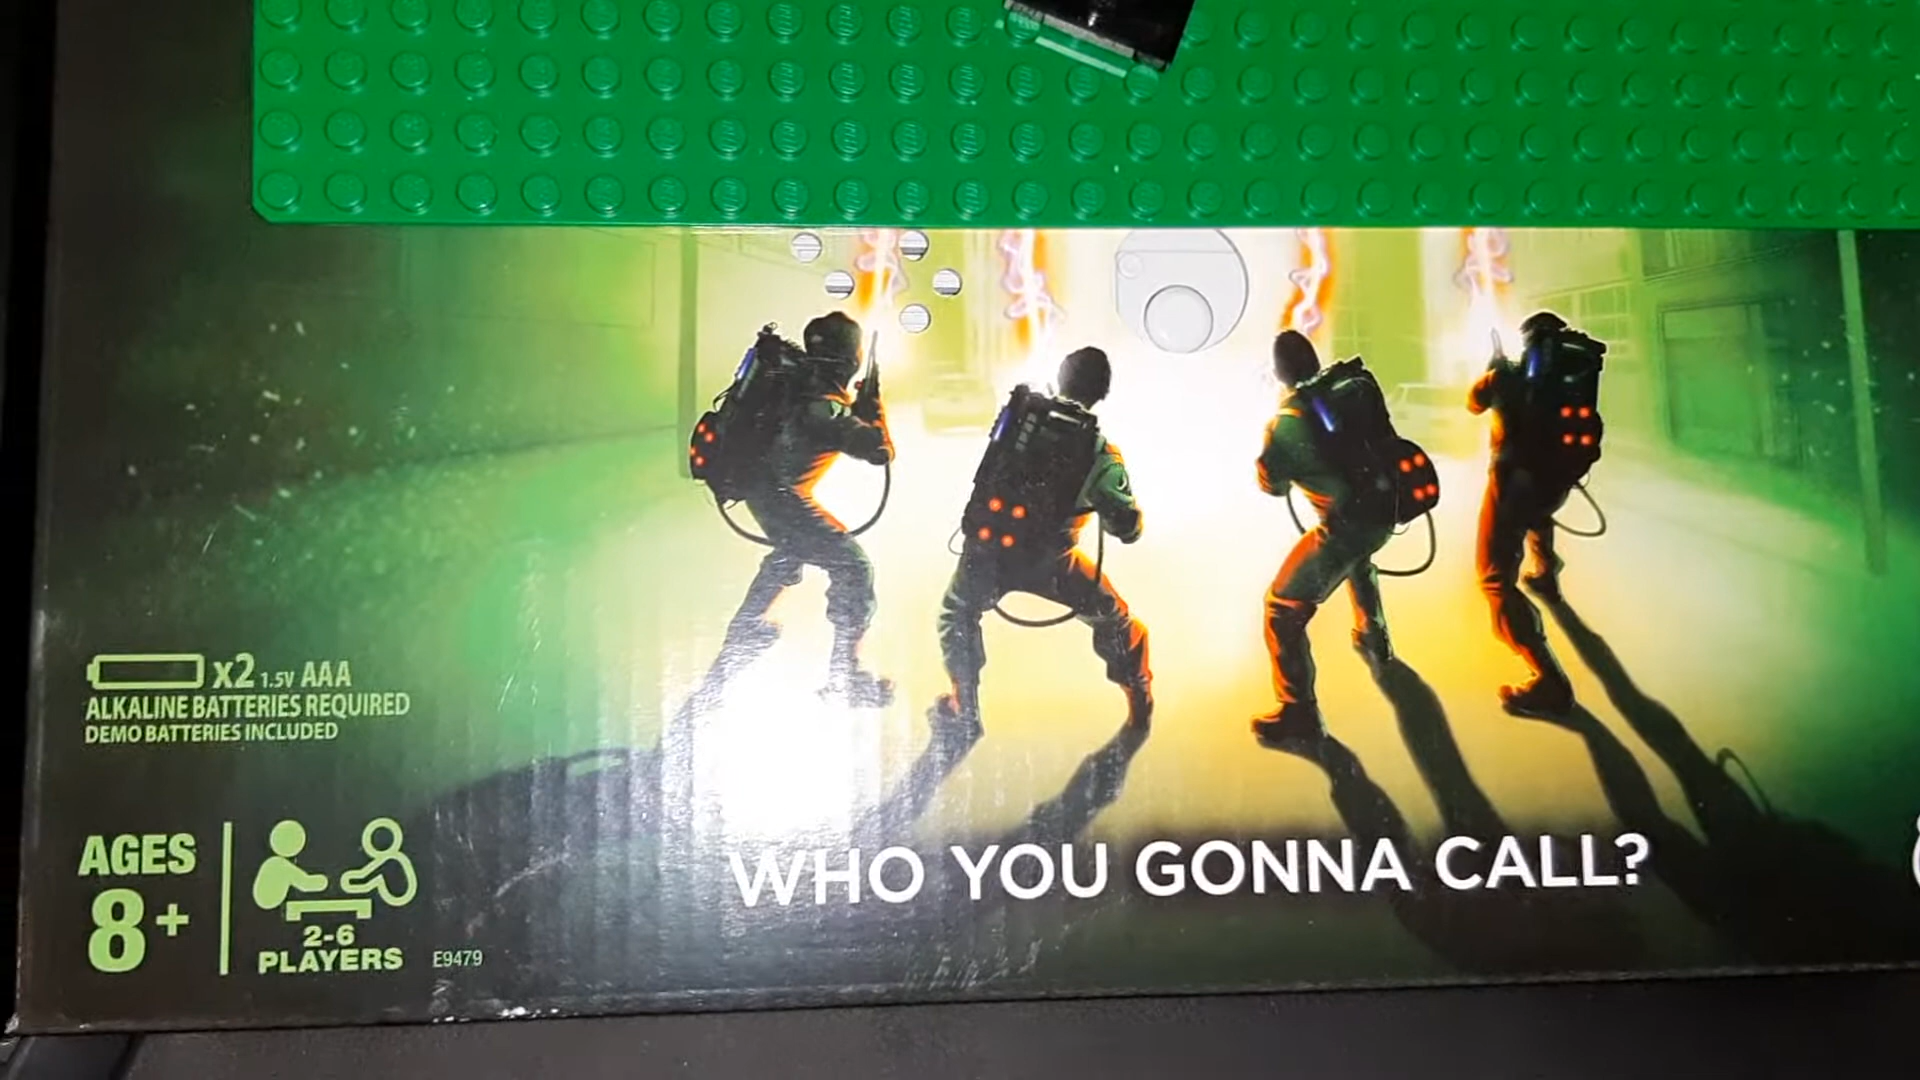 x2 1.5V AAA
ALKALINE BATTERIES REQUIRED
DEMO BATTERIES INCLUDED
AGES
8+
2-6
PLAYERS
E9479
WHO YOU GONNA CALL?